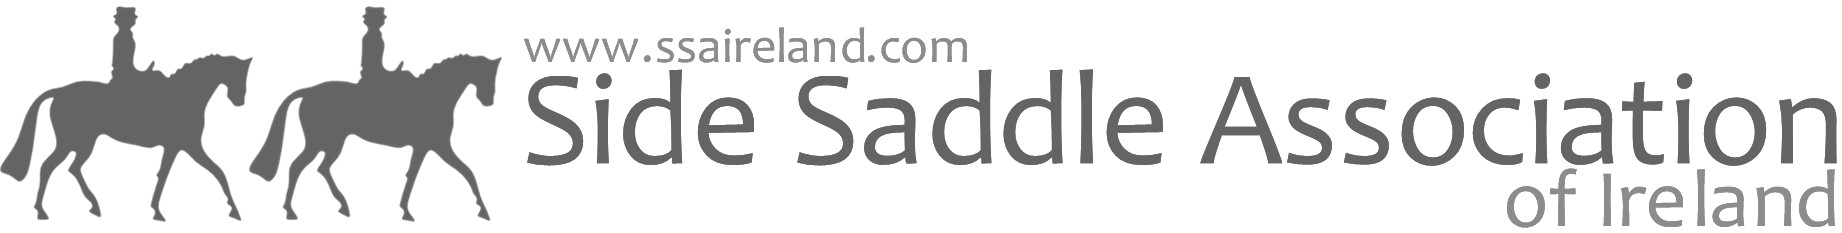 www.ssaireland.com
Side Saddle Association
of Ireland